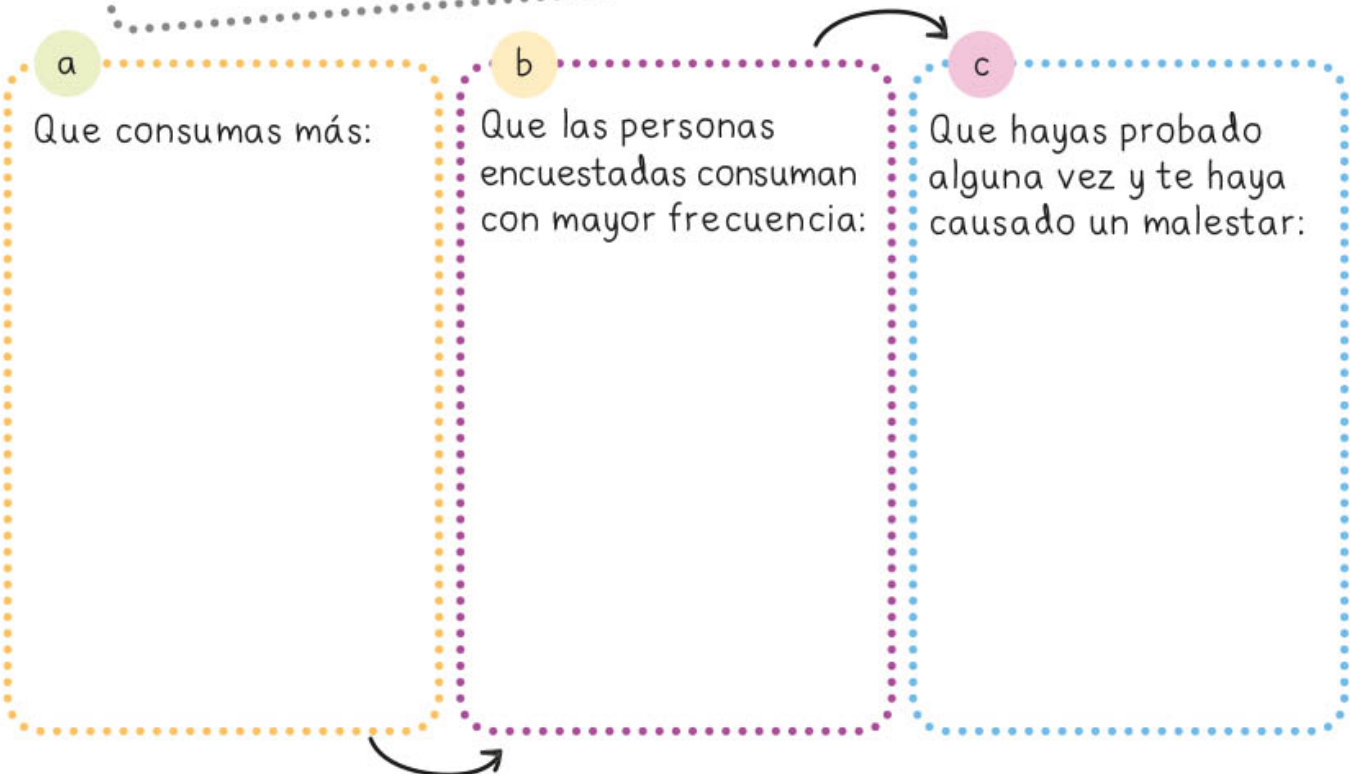 a
Que consumas más:
b
Que las personas
encuestadas consuman
con mayor frecuencia:
c
Que hayas probado
alguna vez y te haya
causado un malestar: